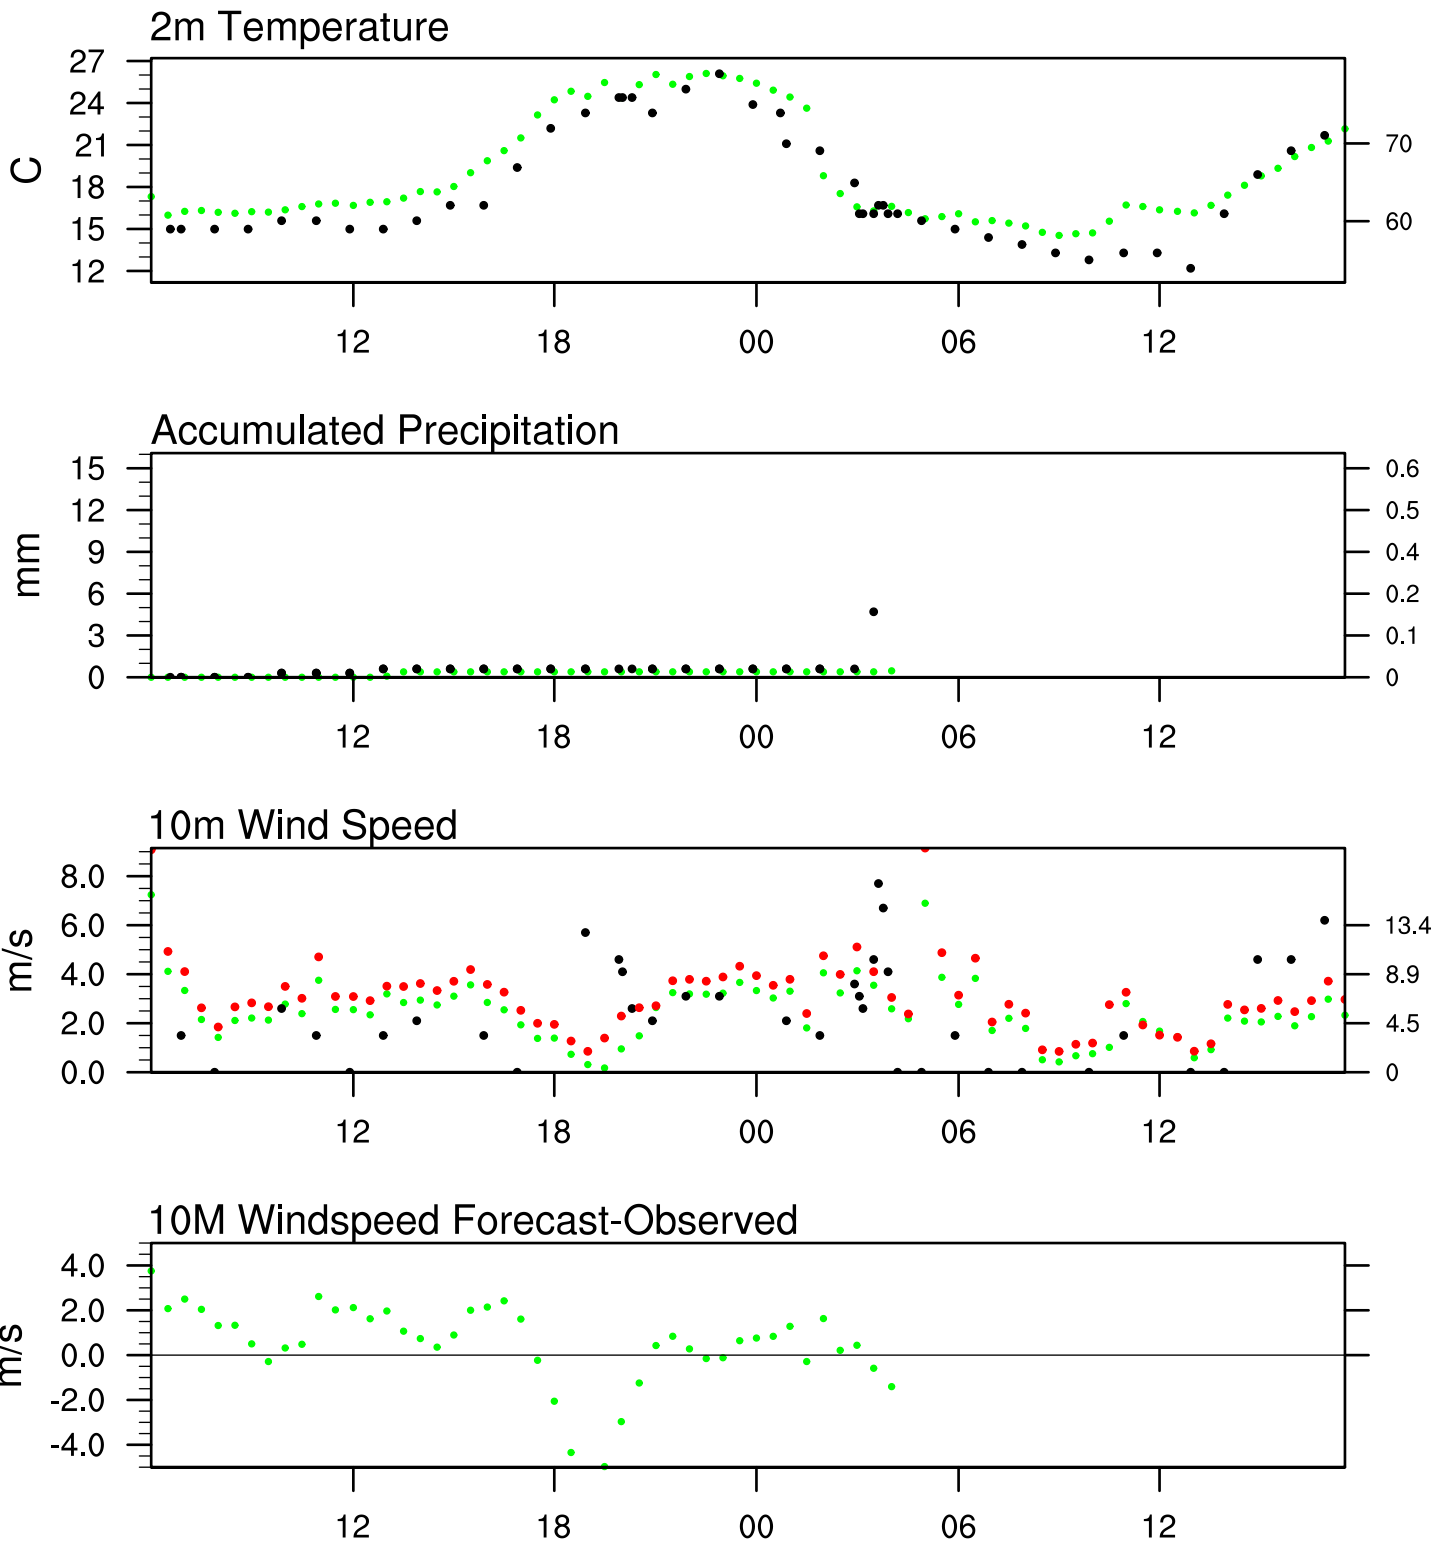 2m Temperature
27
24
21
18
15
12
C
70
60
12 18 00 06 12
Accumulated Precipitation
15
12
9
6
3
0
mm
0.6
0.5
0.4
0.2
0.1
0
12 18 00 06 12
10m Wind Speed
8.0
6.0
4.0
2.0
0.0
m/s
13.4
8.9
4.5
0
12 18 00 06 12
10M Windspeed Forecast-Observed
4.0
2.0
0.0
-2.0
-4.0
m/s
12 18 00 06 12